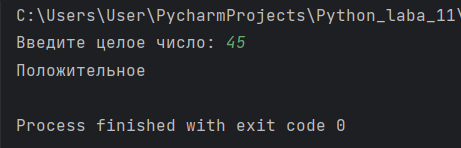 C:\Users\User\PycharmProjects\Python_laba_11\
Введите целое число: 45
Положительное
Process finished with exit code 0